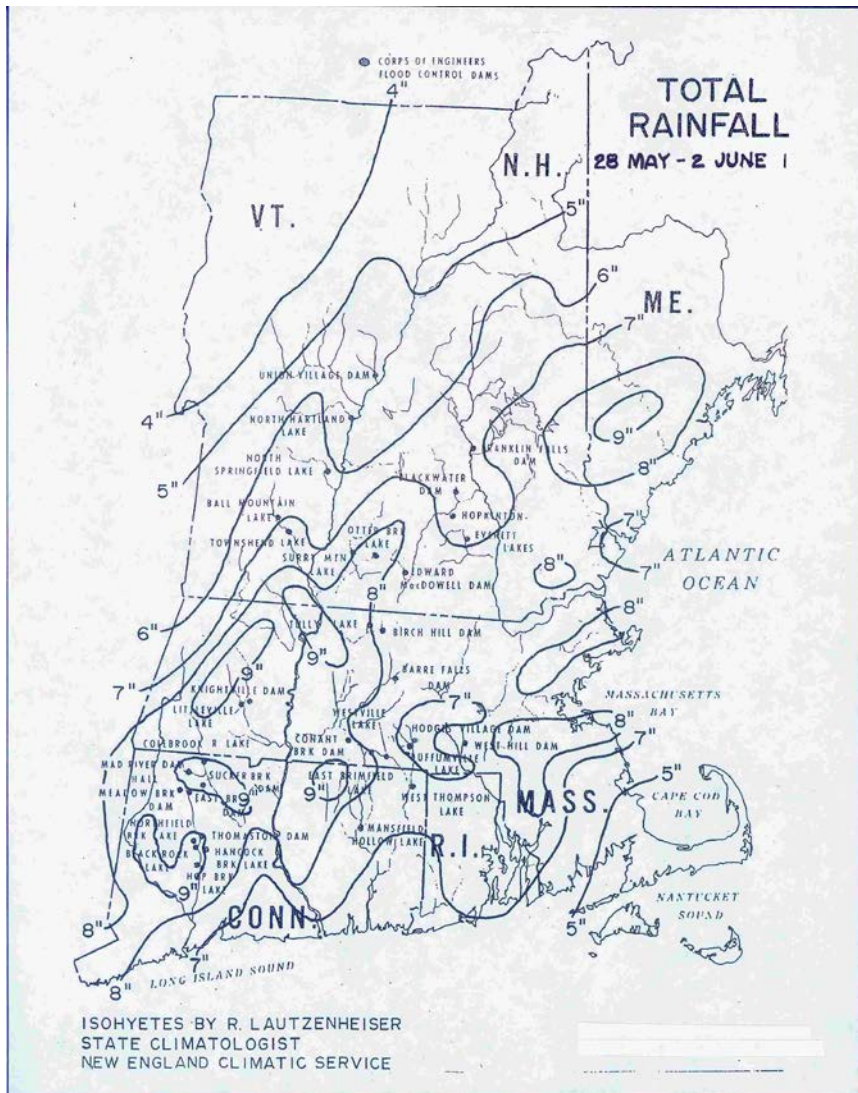 CORPS OF ENGINEERS
FLOOD CONTROL DAMS
TOTAL
RAINFALL
28 MAY - 2 JUNE 1
4"
N.H.
VT.
5"
6"
ME.
7"
UNION VILLAGE DAM
4"
NORTH HARTLAND
LAKE
9"
FRANKLIN FALLS
DAM
8"
NORTH
SPRINGFIELD LAKE
5"
BLACKWATER
DAM
BALL MOUNTAIN
LAKE
HOPKINTON
7"
TOWNSHEND LAKE
OTTER BRK
LAKE
EVERETT
LAKES
SURRY MTN
LAKE
ATLANTIC
OCEAN
8"
7"
EDWARD
MacDOWELL DAM
8"
8"
6"
TULLY LAKE
BIRCH HILL DAM
9"
9"
BARRE FALLS
DAM
7"
KNIGHTVILLE DAM
LITTLEVILLE
LAKE
7"
MASSACHUSETTS
BAY
WESTVILLE
LAKE
HODGES VILLAGE DAM
8"
COLEBROOK R LAKE
CONANT
BRK DAM
WEST HILL DAM
7"
BUFFUMVILLE
LAKE
MAD RIVER DAM
HALL
MEADOW BRK
DAM
SUCKER BRK
DAM
EAST BRIMFIELD
LAKE
5"
EAST BR
DAM
9"
9"
WEST THOMPSON
LAKE
MASS.
CAPE COD
BAY
NORTHFIELD
BRK LAKE
THOMASTON DAM
MANSFIELD
HOLLOW LAKE
BLACK ROCK
LAKE
HANCOCK
BRK LAKE
R.I.
HOP BRK
LAKE
9"
NANTUCKET
SOUND
CONN.
5"
8"
7"
LONG ISLAND SOUND
8"
ISOHYETES BY R. LAUTZENHEISER
STATE CLIMATOLOGIST
NEW ENGLAND CLIMATIC SERVICE